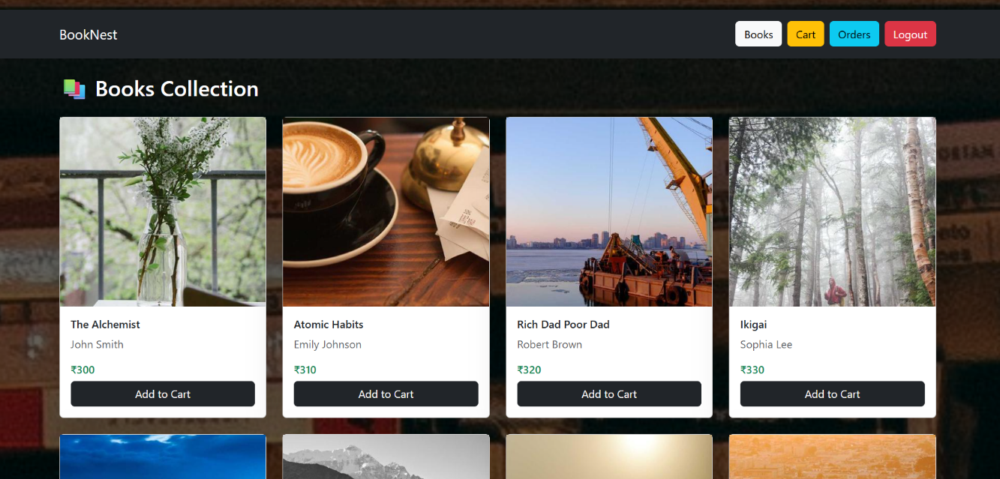 BookNest
Books Cart Orders Logout
Books Collection
The Alchemist
John Smith
₹300
Add to Cart
Atomic Habits
Emily Johnson
₹310
Add to Cart
Rich Dad Poor Dad
Robert Brown
₹320
Add to Cart
Ikigai
Sophia Lee
₹330
Add to Cart